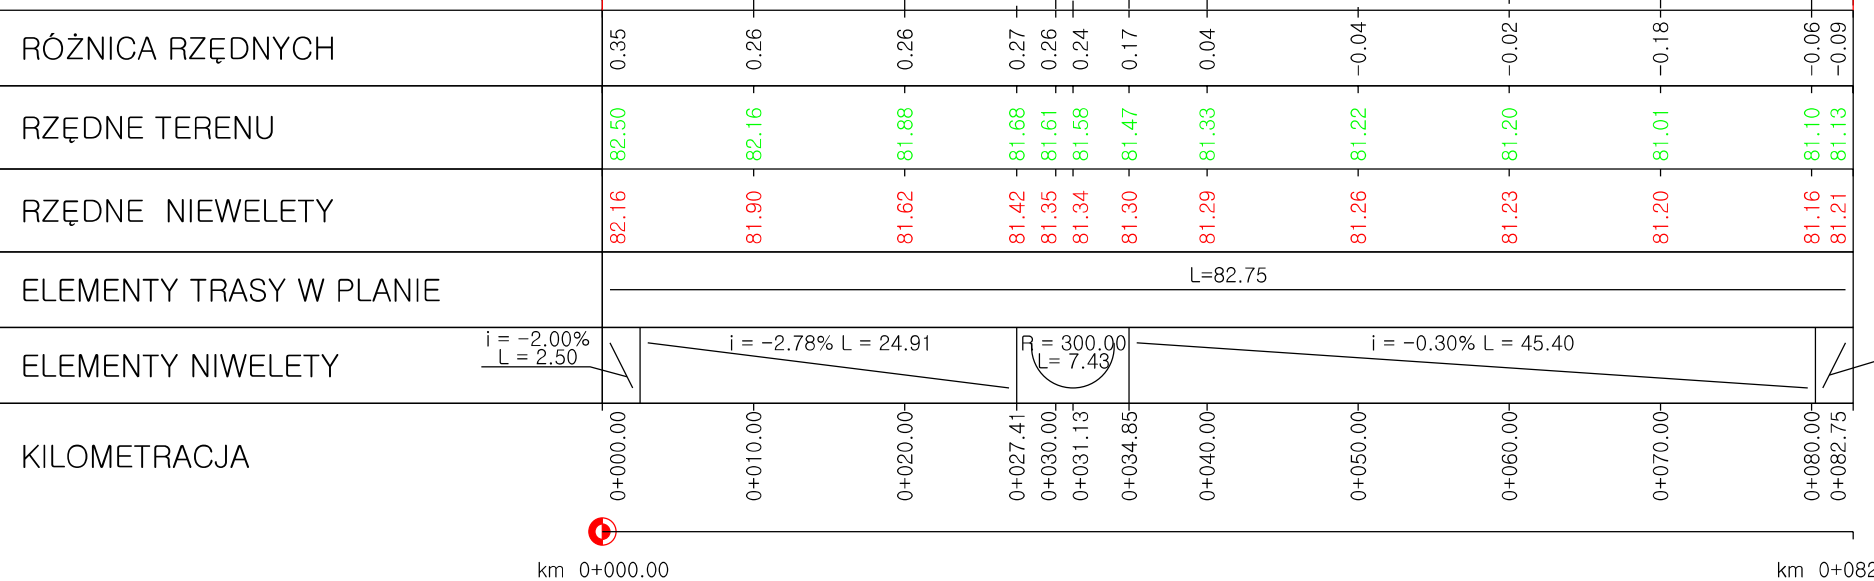 RÓŻNICA RZĘDNYCH 0.35 0.26 0.26 0.27 0.26 0.24 0.17 0.04 -0.04 -0.02 -0.18 -0.06 -0.09
RZĘDNE TERENU 82.50 82.16 81.88 81.68 81.61 81.58 81.47 81.33 81.22 81.20 81.01 81.10 81.13
RZĘDNE NIEWELETY 82.16 81.90 81.62 81.42 81.35 81.34 81.30 81.29 81.26 81.23 81.20 81.16 81.21
ELEMENTY TRASY W PLANIE
L=82.75
ELEMENTY NIWELETY
i = -2.00%
L = 2.50
i = -2.78% L = 24.91
R = 300.00
L= 7.43
i = -0.30% L = 45.40
KILOMETRACJA 0+000.00 0+010.00 0+020.00 0+027.41 0+030.00 0+031.13 0+034.85 0+040.00 0+050.00 0+060.00 0+070.00 0+080.00 0+082.75
km 0+000.00
km 0+082